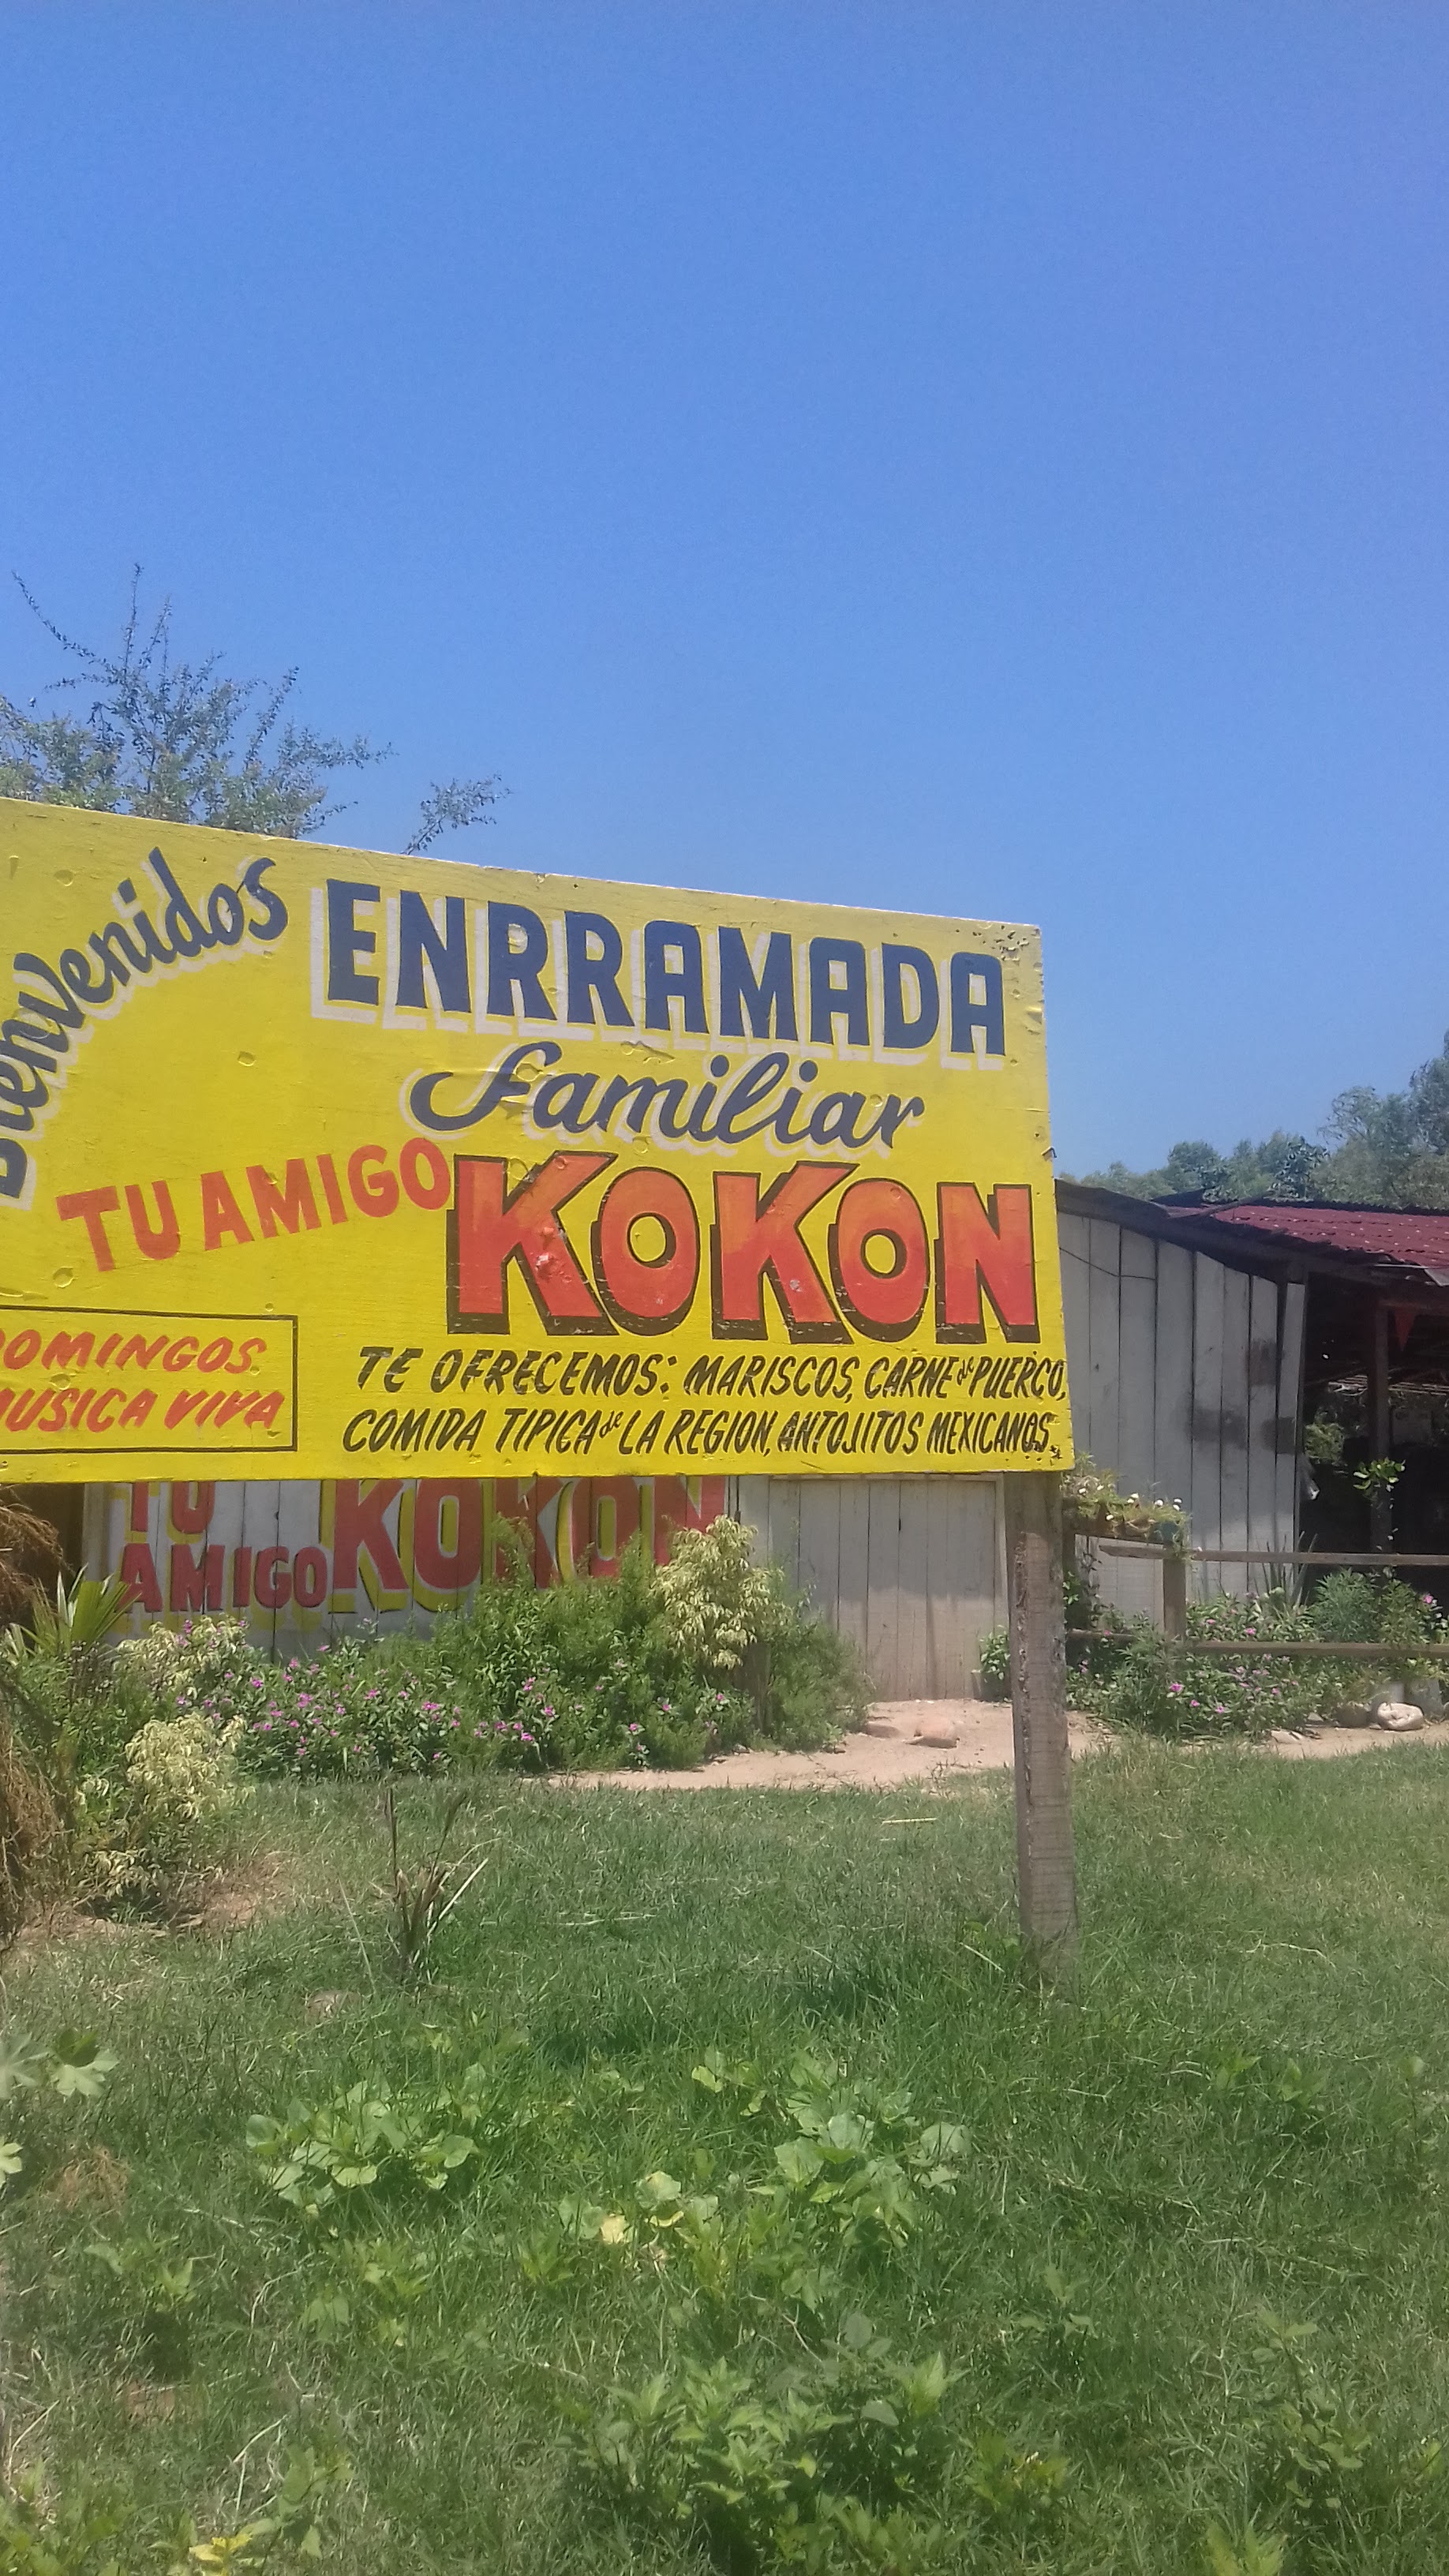 Bienvenidos
ENRRAMADA
familiar
TU AMIGO KOKON
DOMINGOS
MUSICA VIVA
TE OFRECEMOS: MARISCOS, CARNE de PUERCO,
COMIDA TIPICA de LA REGION, ANTOJITOS MEXICANOS.
TU
AMIGO KOKON